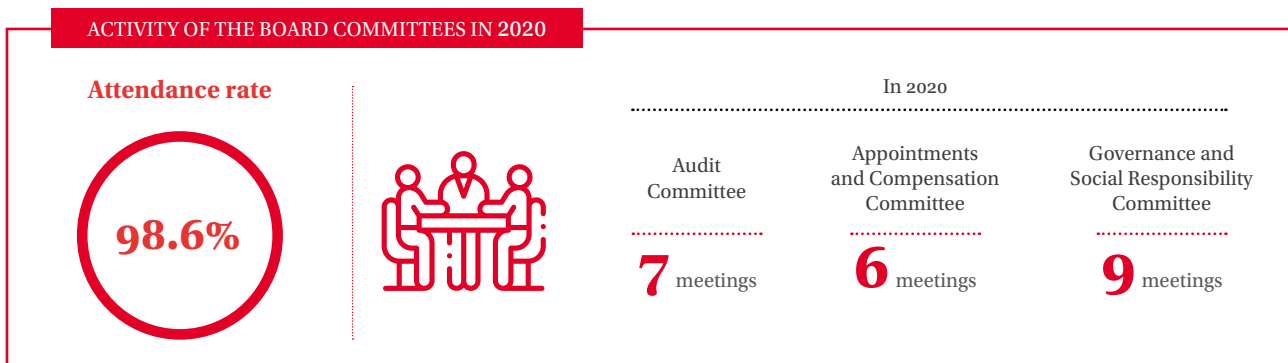 ACTIVITY OF THE BOARD COMMITTEES IN 2020
Attendance rate
98.6%
In 2020
Audit
Committee
7 meetings
Appointments
and Compensation
Committee
6 meetings
Governance and
Social Responsibility
Committee
9 meetings